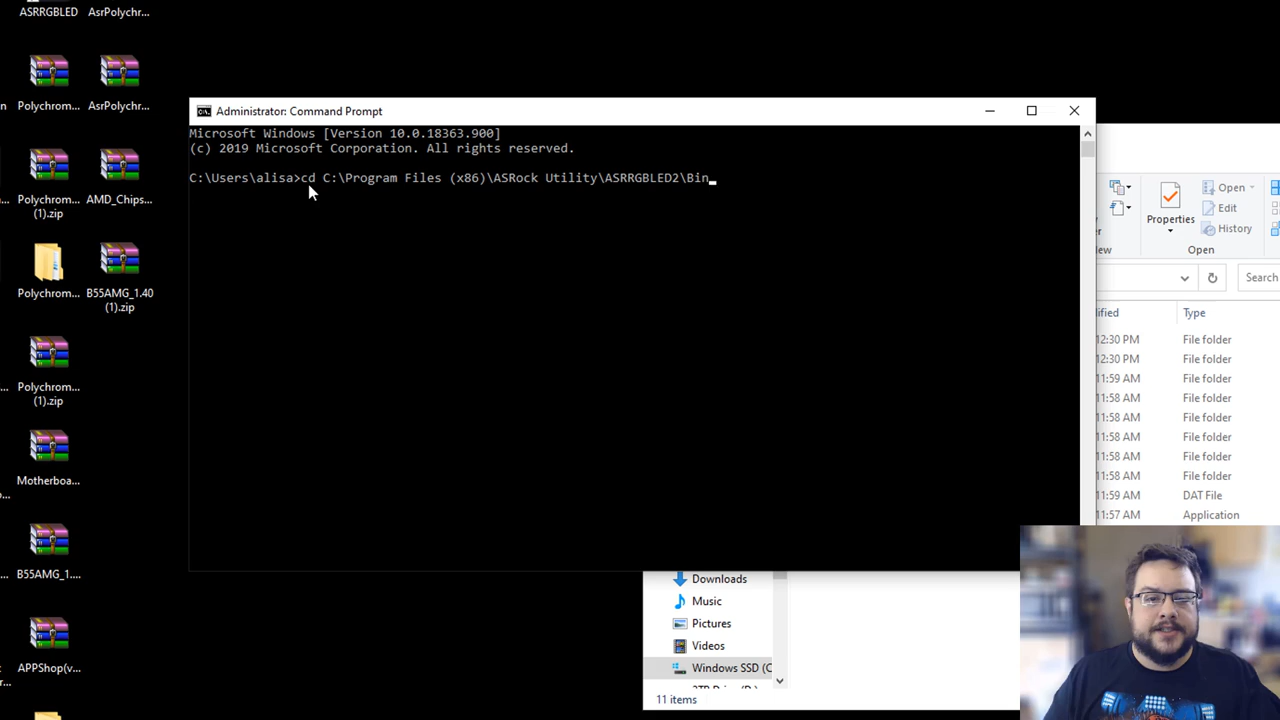 ASRRGBLED
AsrPolychr...
Polychrom...
AsrPolychr...
Polychrom...
(1).zip
AMD_Chips...
Polychrom...
B55AMG_1.40
(1).zip
Polychrom...
(1).zip
Motherboa...
B55AMG_1....
APPShop(v...
Administrator: Command Prompt
Microsoft Windows [Version 10.0.18363.900]
(c) 2019 Microsoft Corporation. All rights reserved.
C:\Users\alisa>cd C:\Program Files (x86)\ASRock Utility\ASRRGBLED2\Bin
Properties
Open
Edit
History
Open
Search
Type
12:30 PM File folder
12:30 PM File folder
11:59 AM File folder
11:58 AM File folder
11:58 AM File folder
11:58 AM File folder
11:58 AM File folder
11:58 AM File folder
11:59 AM DAT File
11:57 AM Application
Downloads
Music
Pictures
Videos
Windows SSD (C
11 items